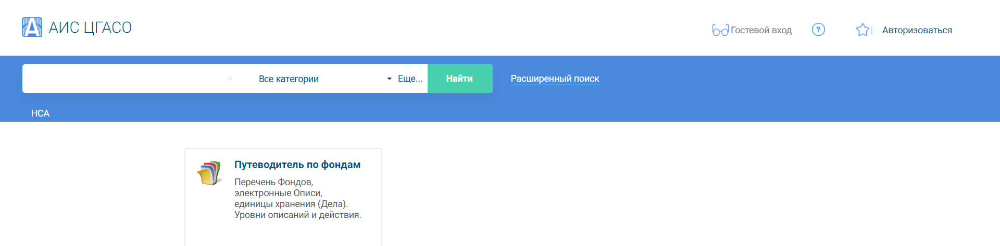 АИС ЦГАСО
Гостевой вход
?
Авторизоваться
× Все категории Еще... Найти Расширенный поиск
НСА
Путеводитель по фондам
Перечень Фондов,
электронные Описи,
единицы хранения (Дела).
Уровни описаний и действия.